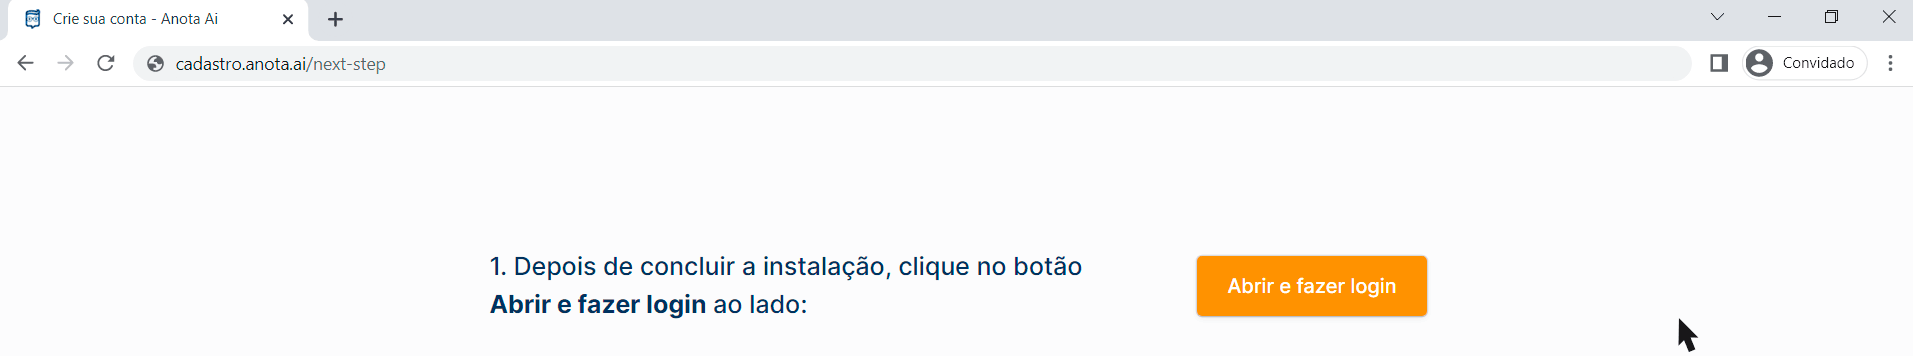 Crie sua conta - Anota Ai
cadastro.anota.ai/next-step
Convidado
1. Depois de concluir a instalação, clique no botão
Abrir e fazer login ao lado:
Abrir e fazer login